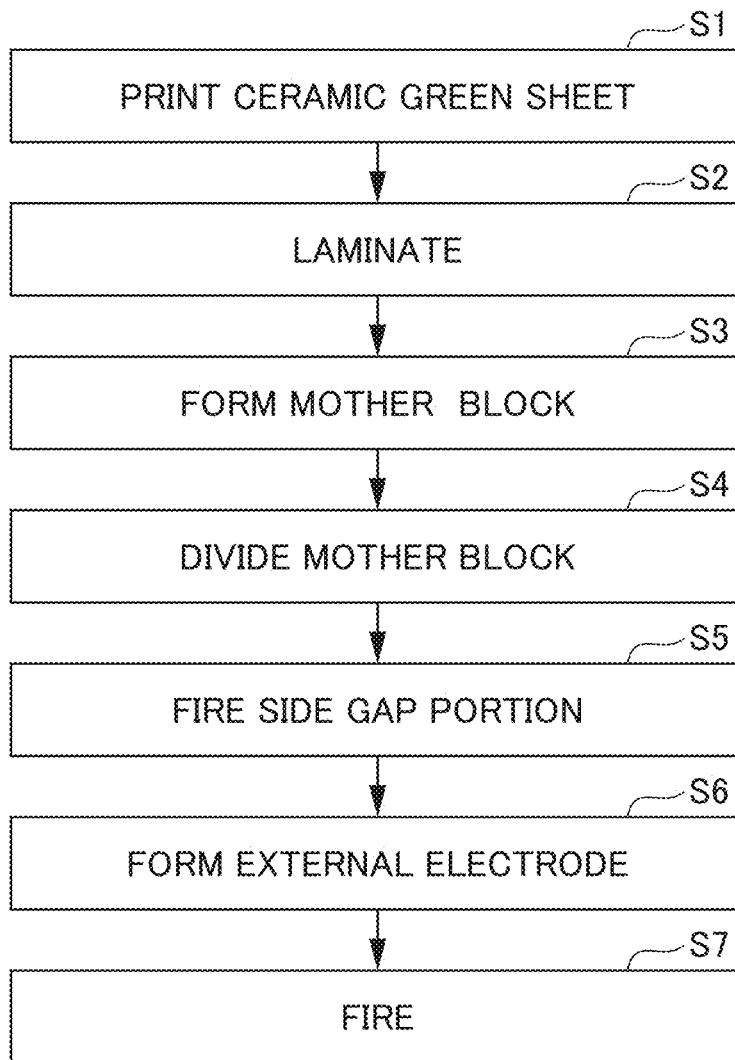 S1
PRINT CERAMIC GREEN SHEET
S2
LAMINATE
S3
FORM MOTHER BLOCK
S4
DIVIDE MOTHER BLOCK
S5
FIRE SIDE GAP PORTION
S6
FORM EXTERNAL ELECTRODE
S7
FIRE